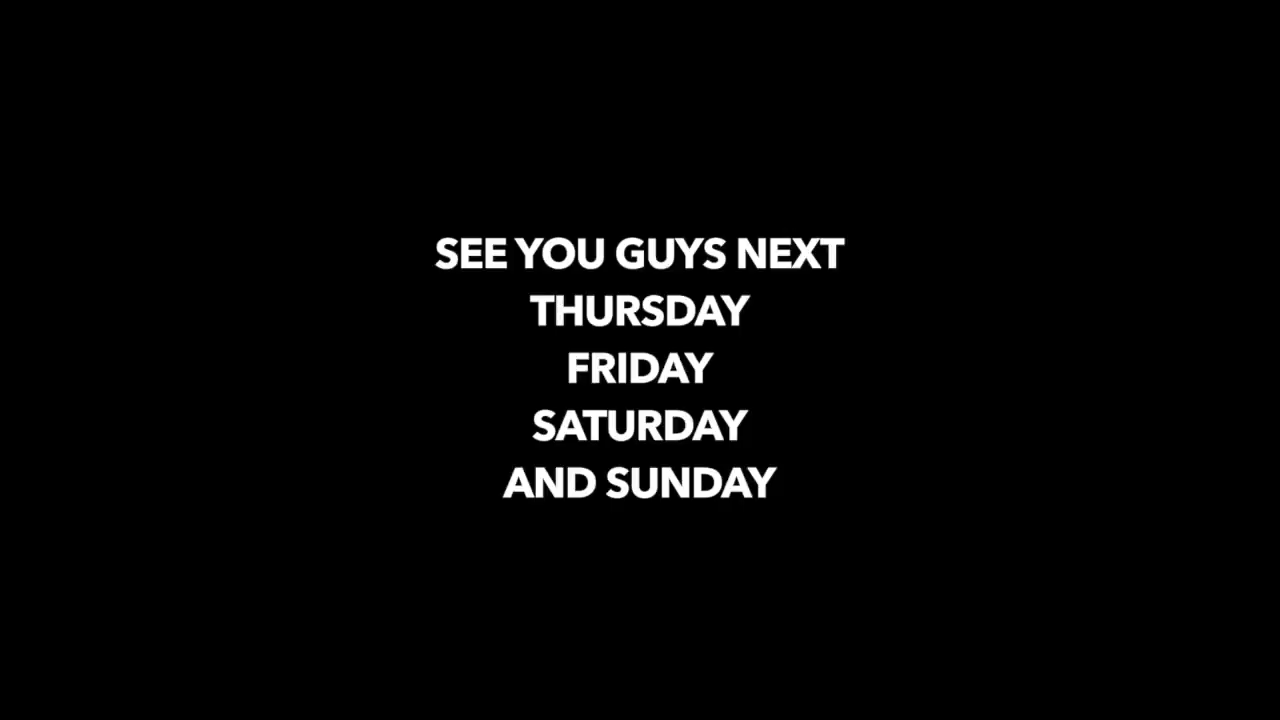 SEE YOU GUYS NEXT
THURSDAY
FRIDAY
SATURDAY
AND SUNDAY